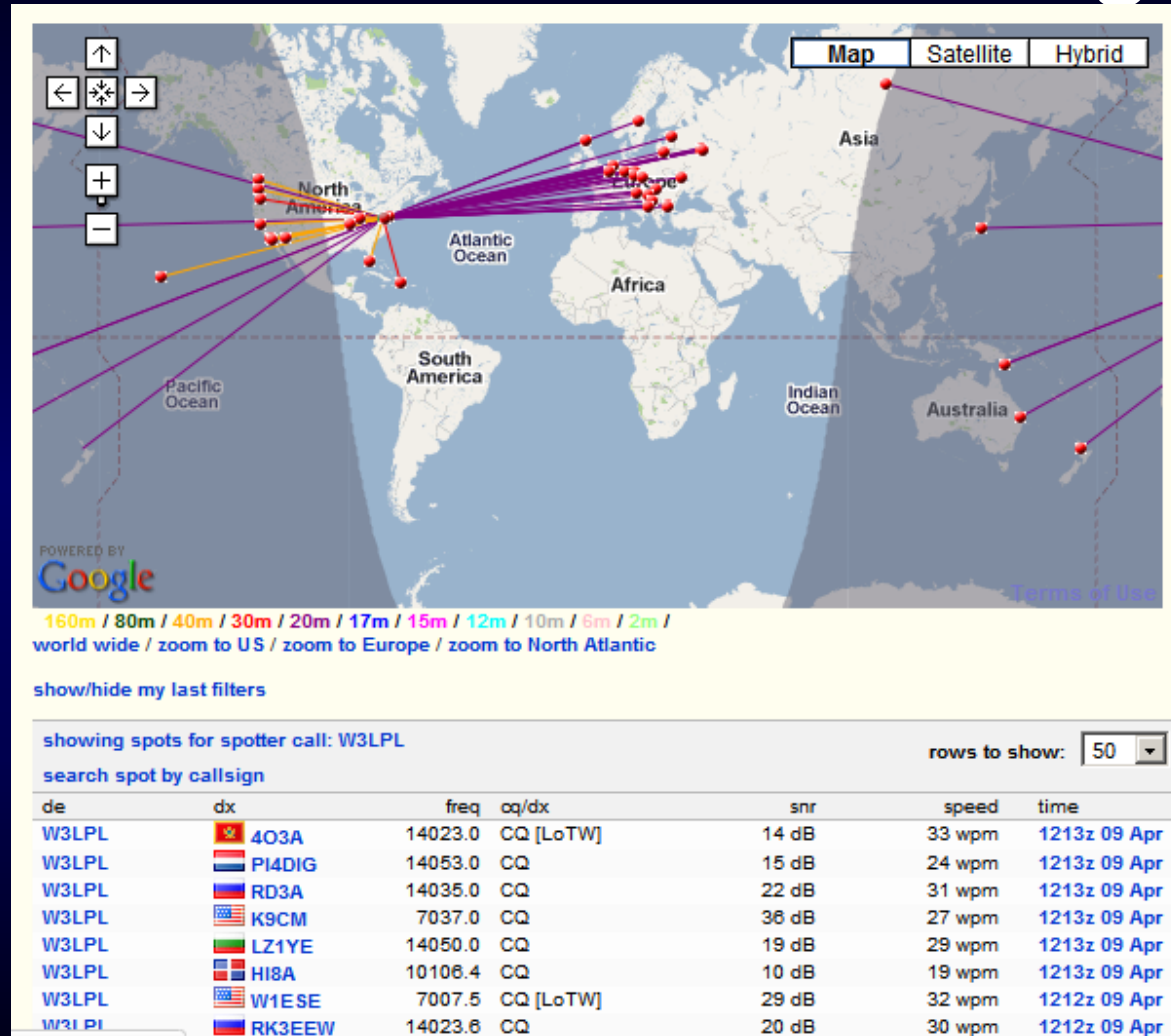 Map Satellite Hybrid
Asia
North
America
Europe
Atlantic
Ocean
Africa
South
America
Pacific
Ocean
Indian
Ocean
Australia
POWERED BY
Google
Terms of Use
160m / 80m / 40m / 30m / 20m / 17m / 15m / 12m / 10m / 6m / 2m /
world wide / zoom to US / zoom to Europe / zoom to North Atlantic
show/hide my last filters
showing spots for spotter call: W3LPL
rows to show: 50
search spot by callsign
de dx freq cq/dx snr speed time
W3LPL 4O3A 14023.0 CQ [LoTW] 14 dB 33 wpm 1213z 09 Apr
W3LPL PI4DIG 14053.0 CQ 15 dB 24 wpm 1213z 09 Apr
W3LPL RD3A 14035.0 CQ 22 dB 31 wpm 1213z 09 Apr
W3LPL K9CM 7037.0 CQ 36 dB 27 wpm 1213z 09 Apr
W3LPL LZ1YE 14050.0 CQ 19 dB 29 wpm 1213z 09 Apr
W3LPL HI8A 10106.4 CQ 10 dB 19 wpm 1213z 09 Apr
W3LPL W1ESE 7007.5 CQ [LoTW] 29 dB 32 wpm 1212z 09 Apr
W3LPL RK3EEW 14023.6 CQ 20 dB 30 wpm 1212z 09 Apr